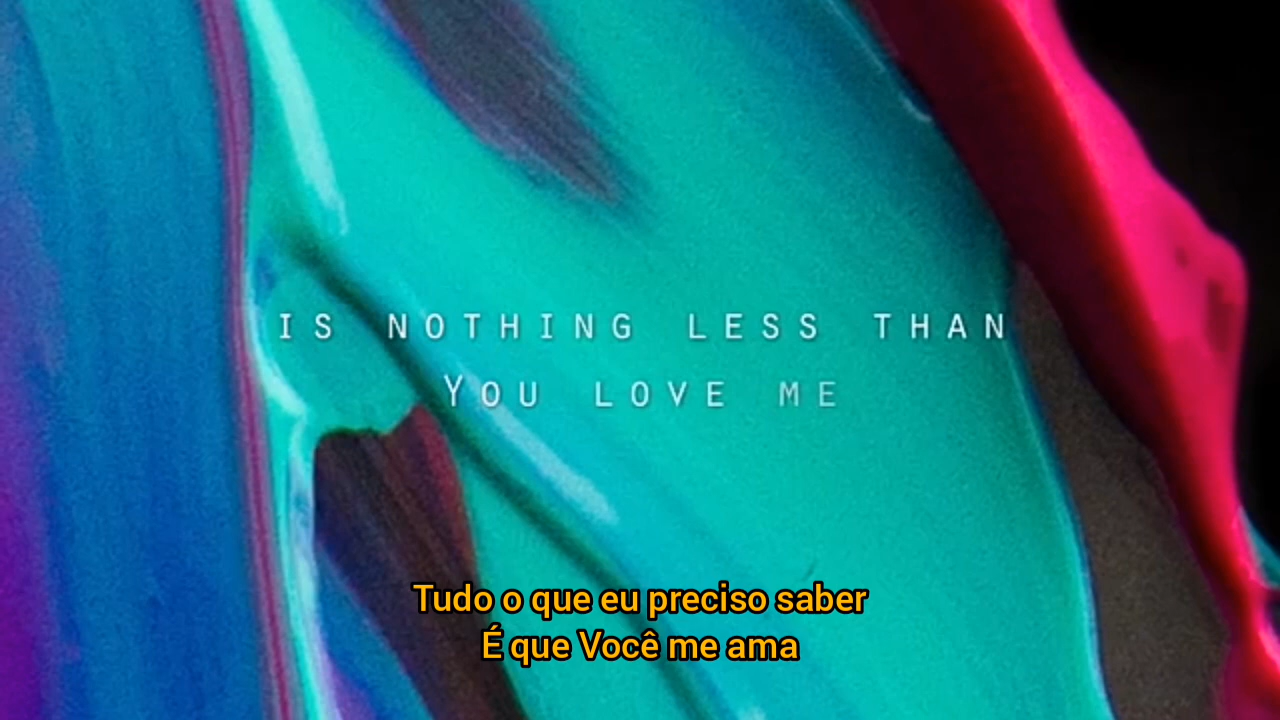 IS NOTHING LESS THAN
YOU LOVE ME
Tudo o que eu preciso saber
É que Você me ama